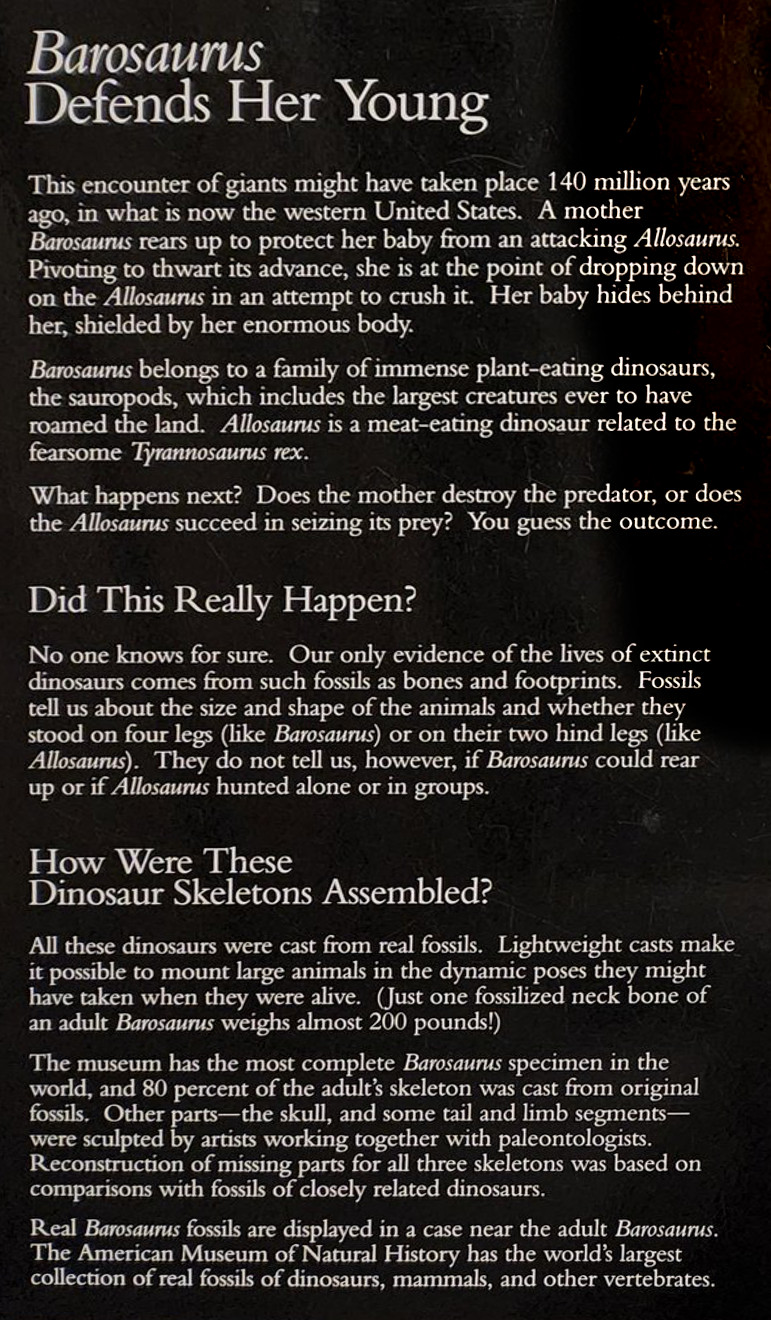 Barosaurus
Defends Her Young
This encounter of giants might have taken place 140 million years
ago, in what is now the western United States. A mother
Barosaurus rears up to protect her baby from an attacking Allosaurus.
Pivoting to thwart its advance, she is at the point of dropping down
on the Allosaurus in an attempt to crush it. Her baby hides behind
her, shielded by her enormous body.
Barosaurus belongs to a family of immense plant-eating dinosaurs,
the sauropods, which includes the largest creatures ever to have
roamed the land. Allosaurus is a meat-eating dinosaur related to the
fearsome Tyrannosaurus rex.
What happens next? Does the mother destroy the predator, or does
the Allosaurus succeed in seizing its prey? You guess the outcome.
Did This Really Happen?
No one knows for sure. Our only evidence of the lives of extinct
dinosaurs comes from such fossils as bones and footprints. Fossils
tell us about the size and shape of the animals and whether they
stood on four legs (like Barosaurus) or on their two hind legs (like
Allosaurus). They do not tell us, however, if Barosaurus could rear
up or if Allosaurus hunted alone or in groups.
How Were These
Dinosaur Skeletons Assembled?
All these dinosaurs were cast from real fossils. Lightweight casts make
it possible to mount large animals in the dynamic poses they might
have taken when they were alive. (Just one fossilized neck bone of
an adult Barosaurus weighs almost 200 pounds!)
The museum has the most complete Barosaurus specimen in the
world, and 80 percent of the adult's skeleton was cast from original
fossils. Other parts—the skull, and some tail and limb segments—
were sculpted by artists working together with paleontologists.
Reconstruction of missing parts for all three skeletons was based on
comparisons with fossils of closely related dinosaurs.
Real Barosaurus fossils are displayed in a case near the adult Barosaurus.
The American Museum of Natural History has the world's largest
collection of real fossils of dinosaurs, mammals, and other vertebrates.